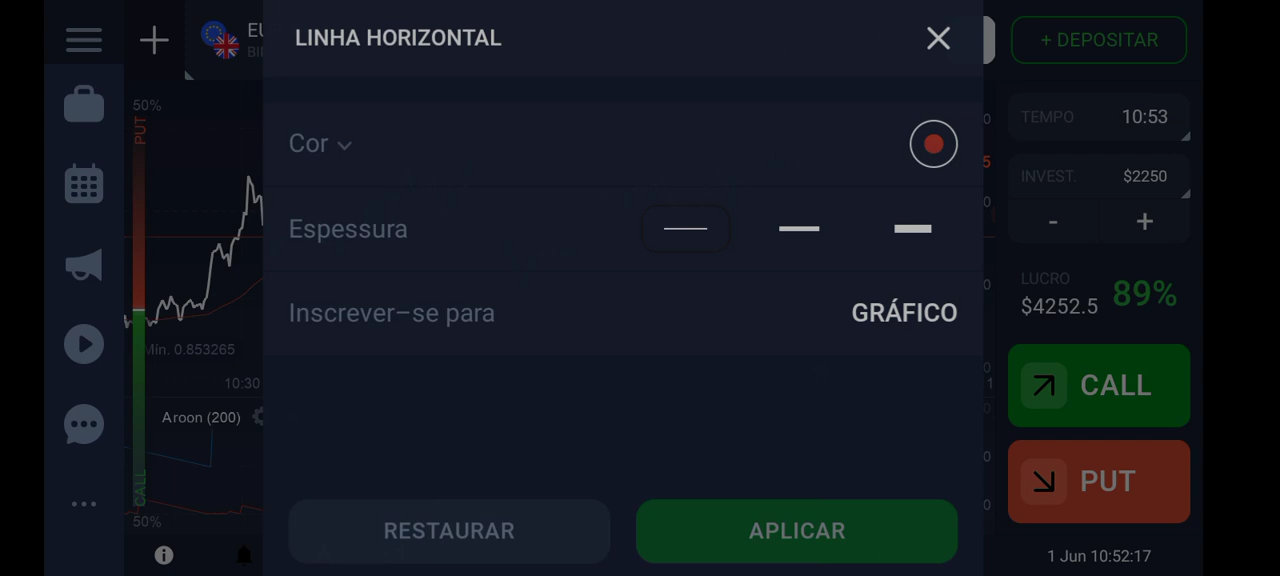 LINHA HORIZONTAL
+ DEPOSITAR
50%
PUT
Cor
TEMPO 10:53
INVEST. $2250
- +
Espessura
LUCRO
$4252.5 89%
Inscrever-se para GRÁFICO
Mín. 0.853265
10:30
CALL
Aroon (200)
PUT
CALL
50%
RESTAURAR APLICAR
1 Jun 10:52:17